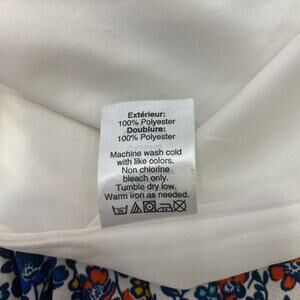 Extérieur:
100% Polyester
Doublure:
100% Polyester
Machine wash cold
with like colors.
Non chlorine
bleach only.
Tumble dry low.
Warm iron as needed.